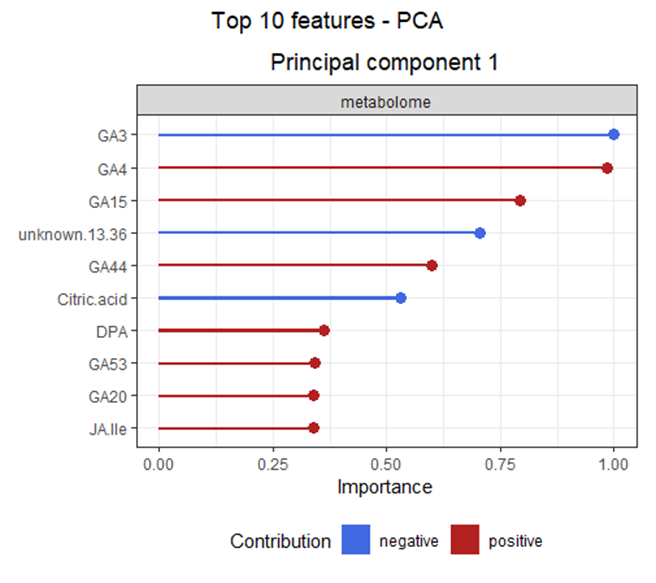 Top 10 features - PCA
Principal component 1
metabolome
GA3
GA4
GA15
unknown.13.36
GA44
Citric.acid
DPA
GA53
GA20
JA.Ile
0.00 0.25 0.50 0.75 1.00
Importance
Contribution negative positive